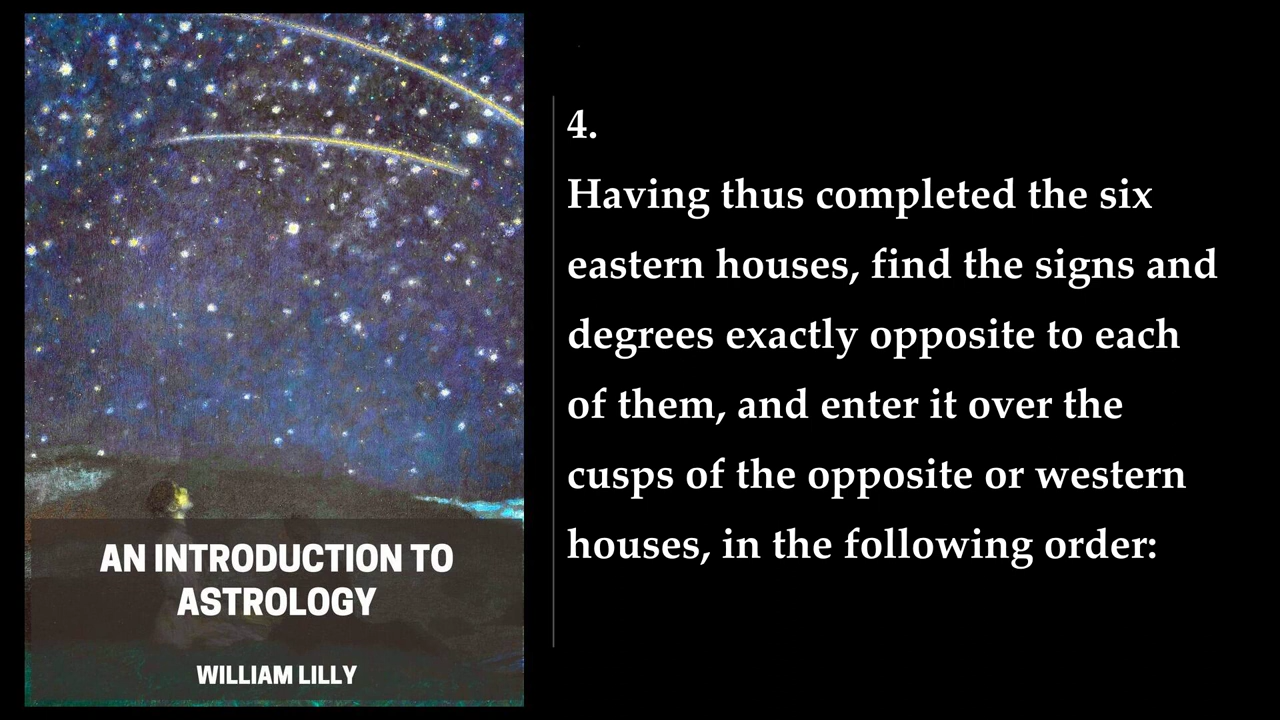 AN INTRODUCTION TO
ASTROLOGY
WILLIAM LILLY
4.
Having thus completed the six
eastern houses, find the signs and
degrees exactly opposite to each
of them, and enter it over the
cusps of the opposite or western
houses, in the following order: